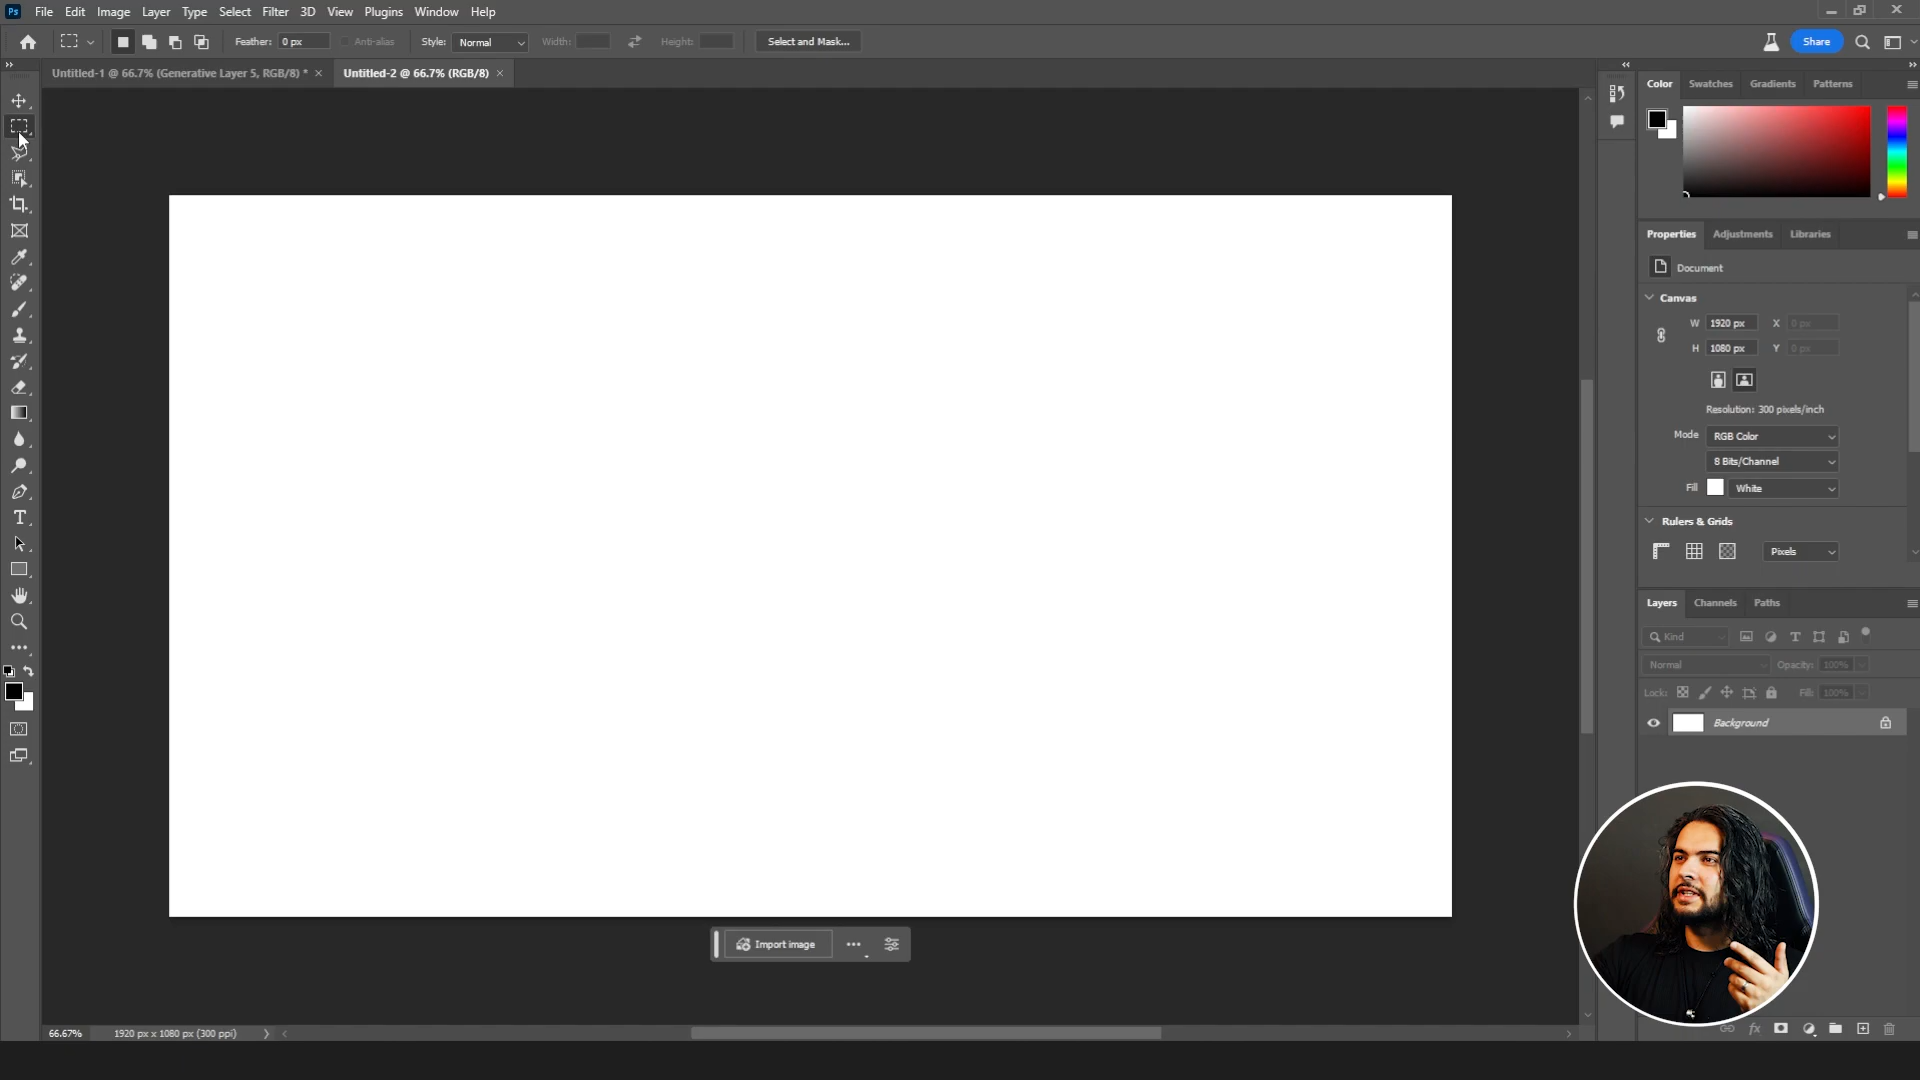 Ps File Edit Image Layer Type Select Filter 3D View Plugins Window Help
Feather: 0 px Anti-alias Style: Normal Width: Height: Select and Mask... Share
Untitled-1 @ 66.7% (Generative Layer 5, RGB/8) * × Untitled-2 @ 66.7% (RGB/8) ×
Color Swatches Gradients Patterns
Properties Adjustments Libraries
Document
Canvas
W 1920 px X 0 px
H 1080 px Y 0 px
Resolution: 300 pixels/inch
Mode RGB Color
8 Bits/Channel
Fill White
Rulers & Grids
Pixels
Layers Channels Paths
Kind
Normal Opacity: 100%
Lock: Fill: 100%
Background
Import image
66.67% 1920 px x 1080 px (300 ppi)